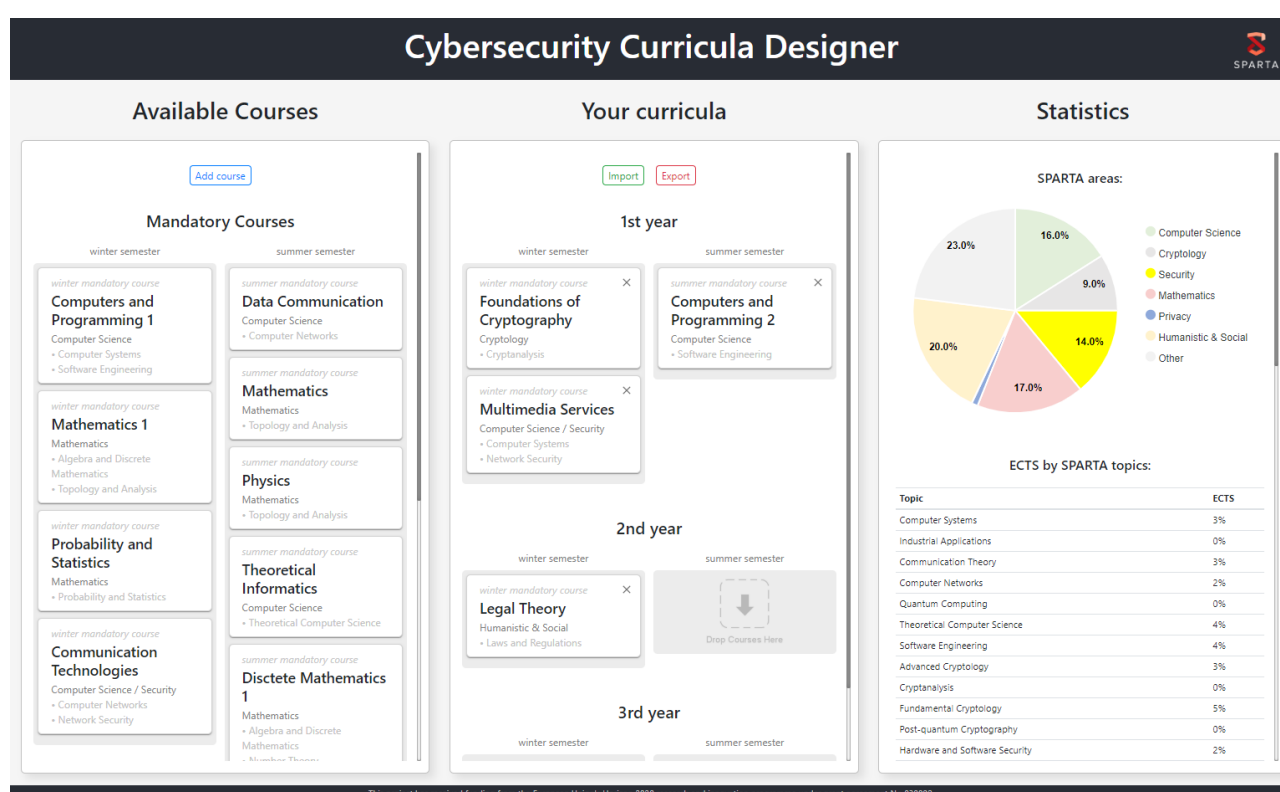 Cybersecurity Curricula Designer
SPARTA
Available Courses
Add course
Mandatory Courses
winter semester
winter mandatory course
Computers and
Programming 1
Computer Science
• Computer Systems
• Software Engineering
winter mandatory course
Mathematics 1
Mathematics
• Algebra and Discrete
Mathematics
• Topology and Analysis
winter mandatory course
Probability and
Statistics
Mathematics
• Probability and Statistics
winter mandatory course
Communication
Technologies
Computer Science / Security
• Computer Networks
• Network Security
summer semester
summer mandatory course
Data Communication
Computer Science
• Computer Networks
summer mandatory course
Mathematics
Mathematics
• Topology and Analysis
summer mandatory course
Physics
Mathematics
• Topology and Analysis
summer mandatory course
Theoretical
Informatics
Computer Science
• Theoretical Computer Science
summer mandatory course
Disctete Mathematics
1
Mathematics
• Algebra and Discrete
Mathematics
• Number Theory
Your curricula
Import Export
1st year
winter semester
winter mandatory course ×
Foundations of
Cryptography
Cryptology
• Cryptanalysis
winter mandatory course ×
Multimedia Services
Computer Science / Security
• Computer Systems
• Network Security
summer semester
summer mandatory course ×
Computers and
Programming 2
Computer Science
• Software Engineering
2nd year
winter semester
winter mandatory course ×
Legal Theory
Humanistic & Social
• Laws and Regulations
summer semester
Drop Courses Here
3rd year
winter semester summer semester
Statistics
SPARTA areas:
23.0%
16.0%
9.0%
14.0%
17.0%
20.0%
Computer Science
Cryptology
Security
Mathematics
Privacy
Humanistic & Social
Other
ECTS by SPARTA topics:
Topic ECTS
Computer Systems 3%
Industrial Applications 0%
Communication Theory 3%
Computer Networks 2%
Quantum Computing 0%
Theoretical Computer Science 4%
Software Engineering 4%
Advanced Cryptology 3%
Cryptanalysis 0%
Fundamental Cryptology 5%
Post-quantum Cryptography 0%
Hardware and Software Security 2%